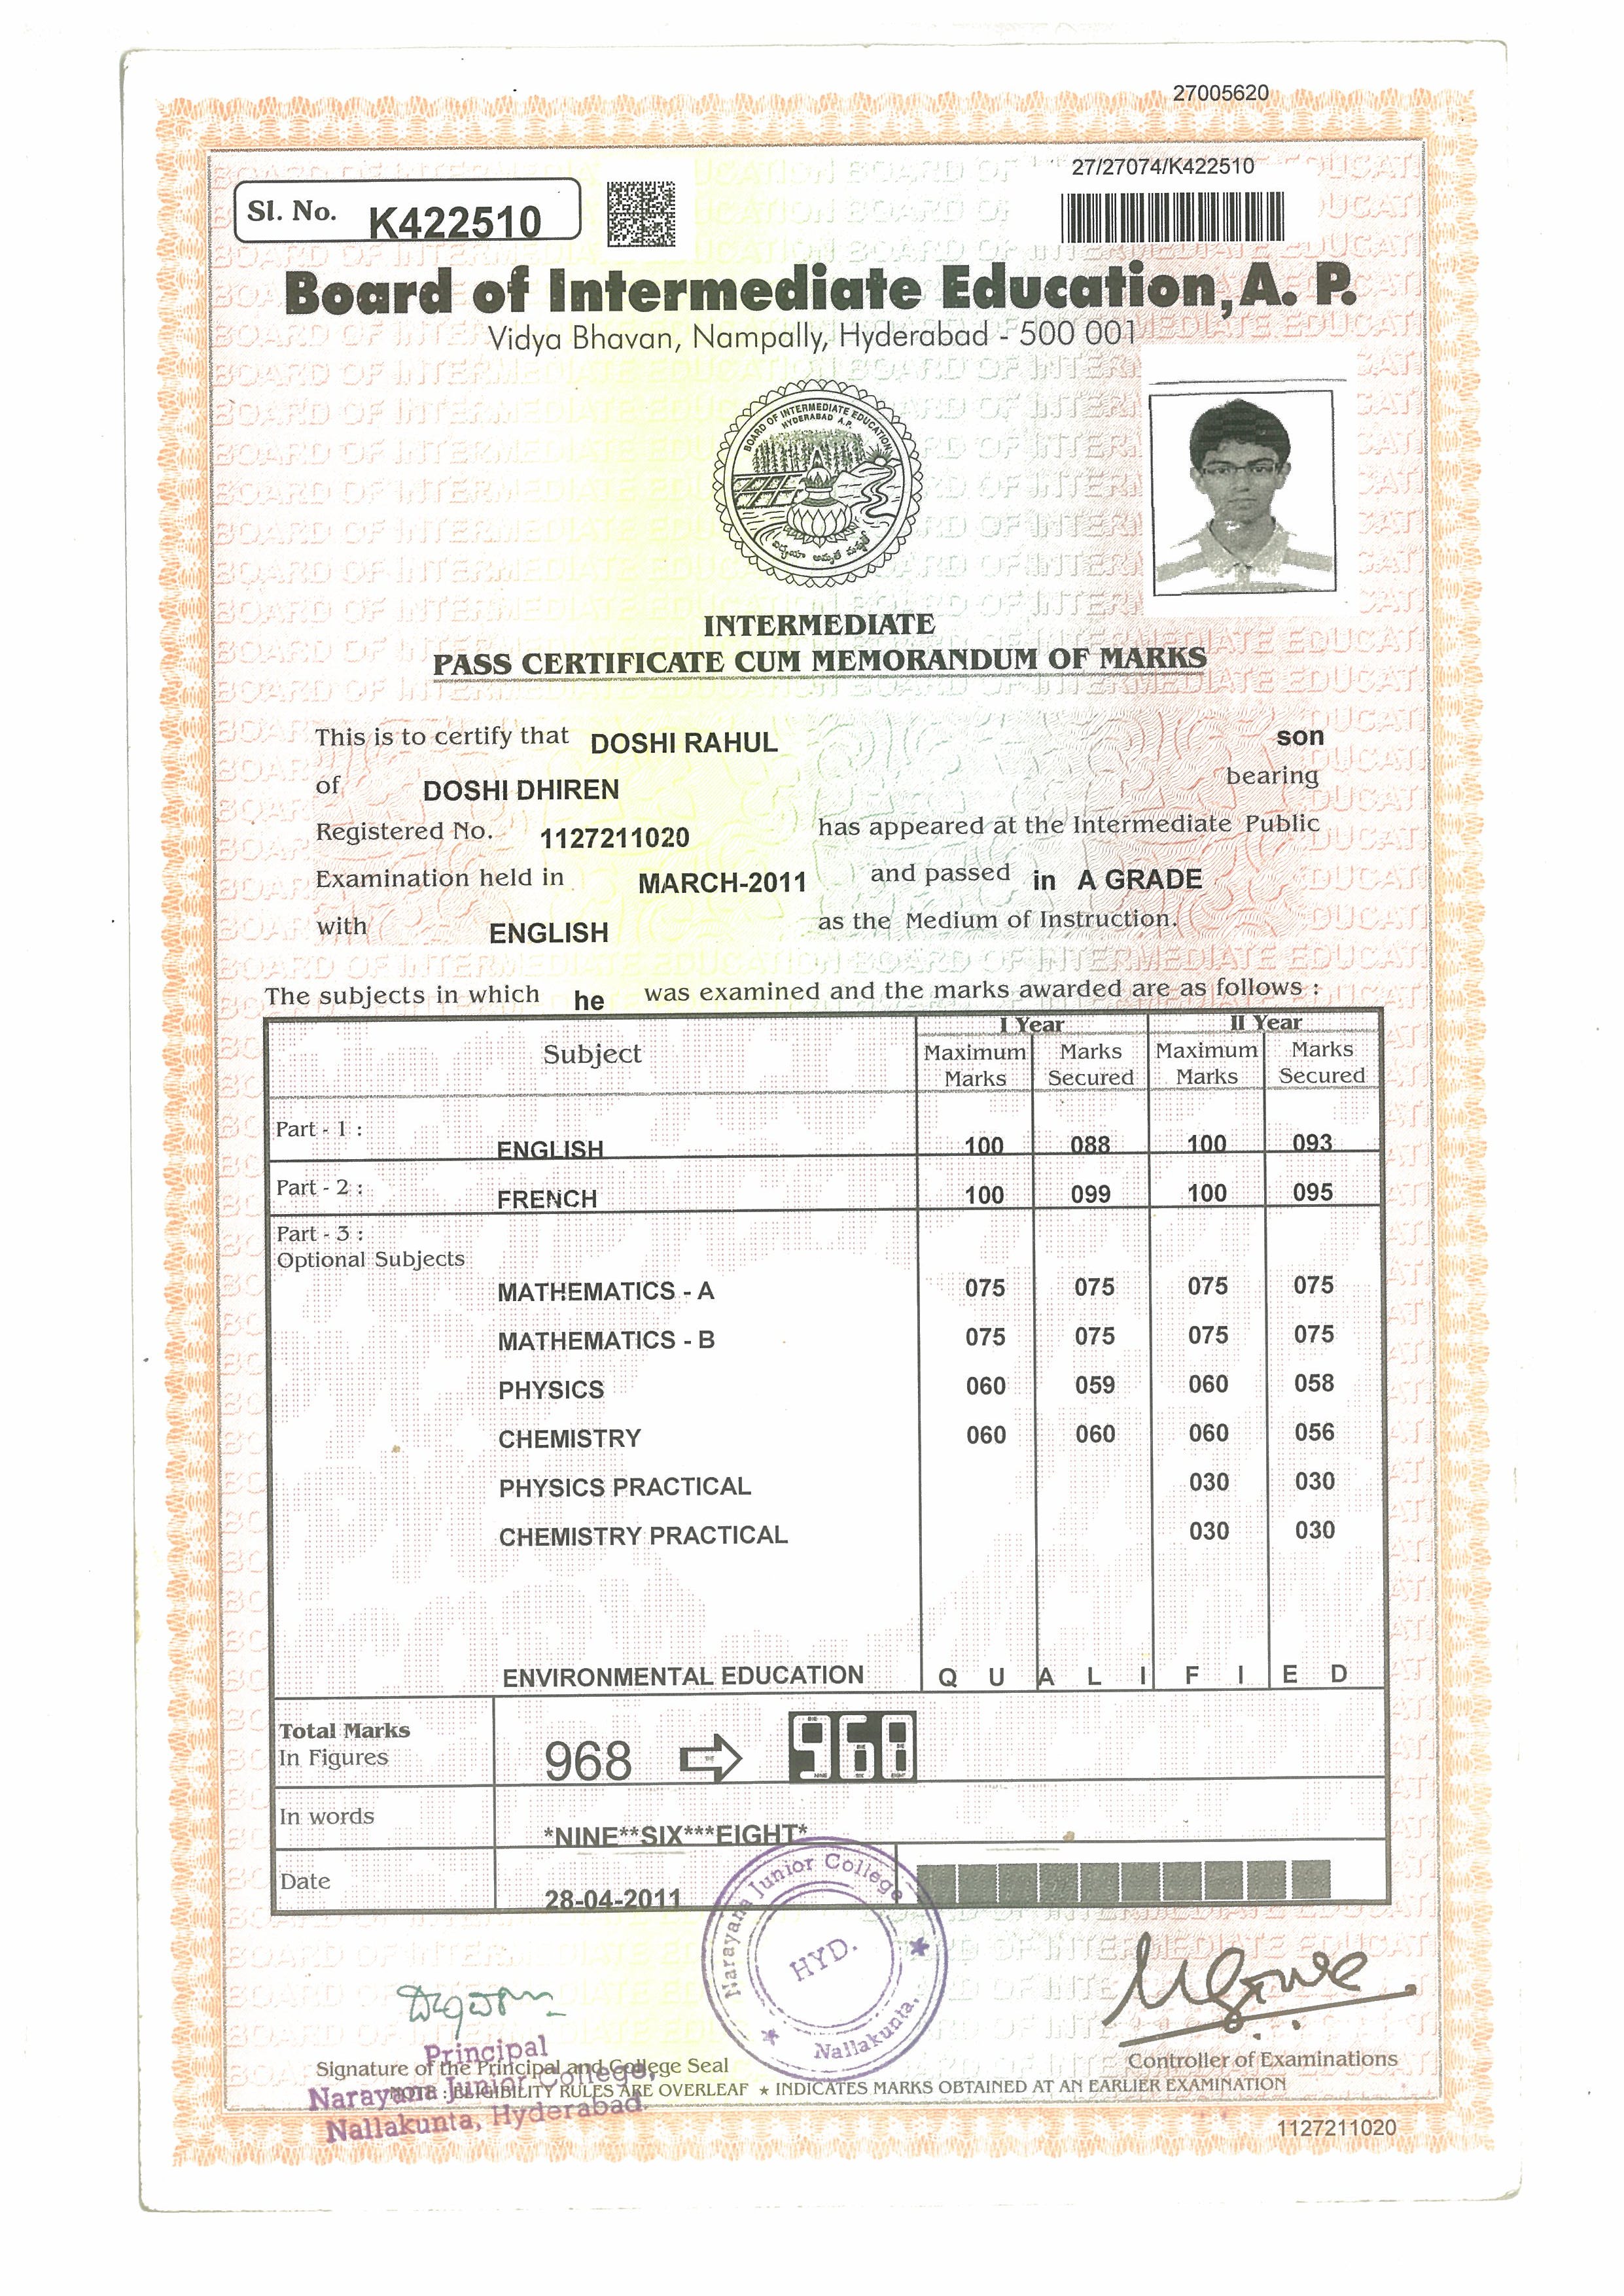 27005620
27/27074/K422510
Sl. No. K422510
Board of Intermediate Education, A. P.
Vidya Bhavan, Nampally, Hyderabad - 500 001
BOARD OF INTERMEDIATE EDUCATION
HYDERABAD A.P.
INTERMEDIATE
PASS CERTIFICATE CUM MEMORANDUM OF MARKS
This is to certify that DOSHI RAHUL son
of DOSHI DHIREN bearing
Registered No. 1127211020 has appeared at the Intermediate Public
Examination held in MARCH-2011 and passed in A GRADE
with ENGLISH as the Medium of Instruction.
The subjects in which he was examined and the marks awarded are as follows :
I Year II Year
Subject Maximum Marks Marks Secured Maximum Marks Marks Secured
Part - 1 :
ENGLISH 100 088 100 093
Part - 2 :
FRENCH 100 099 100 095
Part - 3 :
Optional Subjects
MATHEMATICS - A 075 075 075 075
MATHEMATICS - B 075 075 075 075
PHYSICS 060 059 060 058
CHEMISTRY 060 060 060 056
PHYSICS PRACTICAL 030 030
CHEMISTRY PRACTICAL 030 030
ENVIRONMENTAL EDUCATION Q U A L I F I E D
Total Marks
In Figures 968 968
In words *NINE**SIX***EIGHT*
Date 28-04-2011
Narayana Junior College
HYD.
Nallakunta.
Principal
Signature of the Principal and College Seal
Controller of Examinations
Narayana Junior College,
NOTE : ELIGIBILITY RULES ARE OVERLEAF ★ INDICATES MARKS OBTAINED AT AN EARLIER EXAMINATION
Nallakunta, Hyderabad.
1127211020